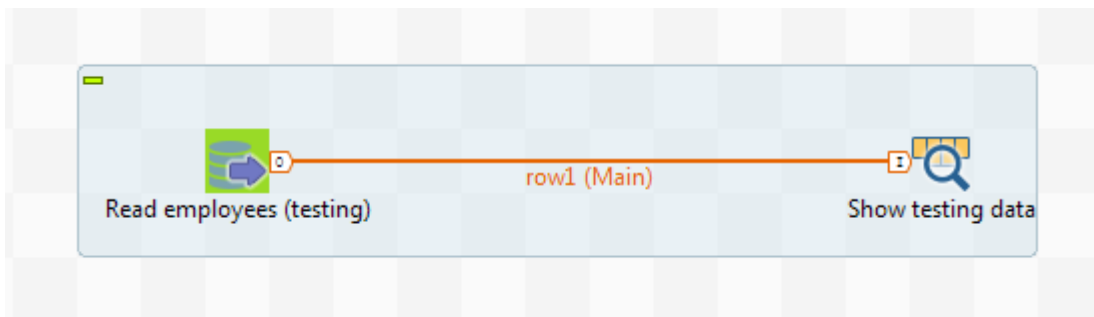 O
row1 (Main)
I
Read employees (testing)
Show testing data